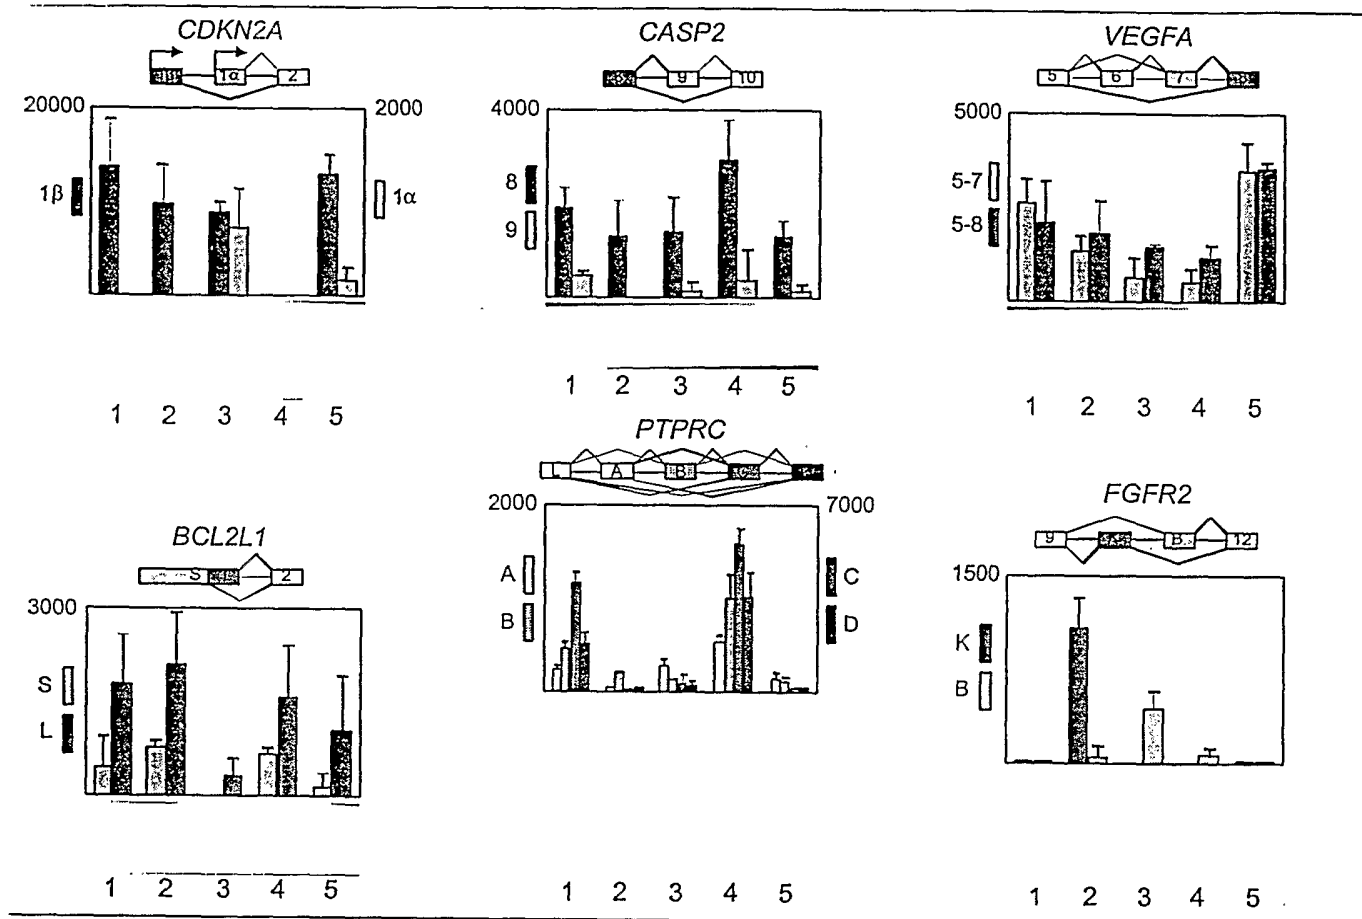 CDKN2A
1α 2
20000 2000
1β 1α
1 2 3 4 5
CASP2
9 10
4000
8
9
1 2 3 4 5
VEGFA
5 6 7 8
5000
5-7
5-8
1 2 3 4 5
BCL2L1
S L 2
3000
S
L
1 2 3 4 5
PTPRC
A B C
2000 7000
A C
B D
1 2 3 4 5
FGFR2
9 B 12
1500
K
B
1 2 3 4 5